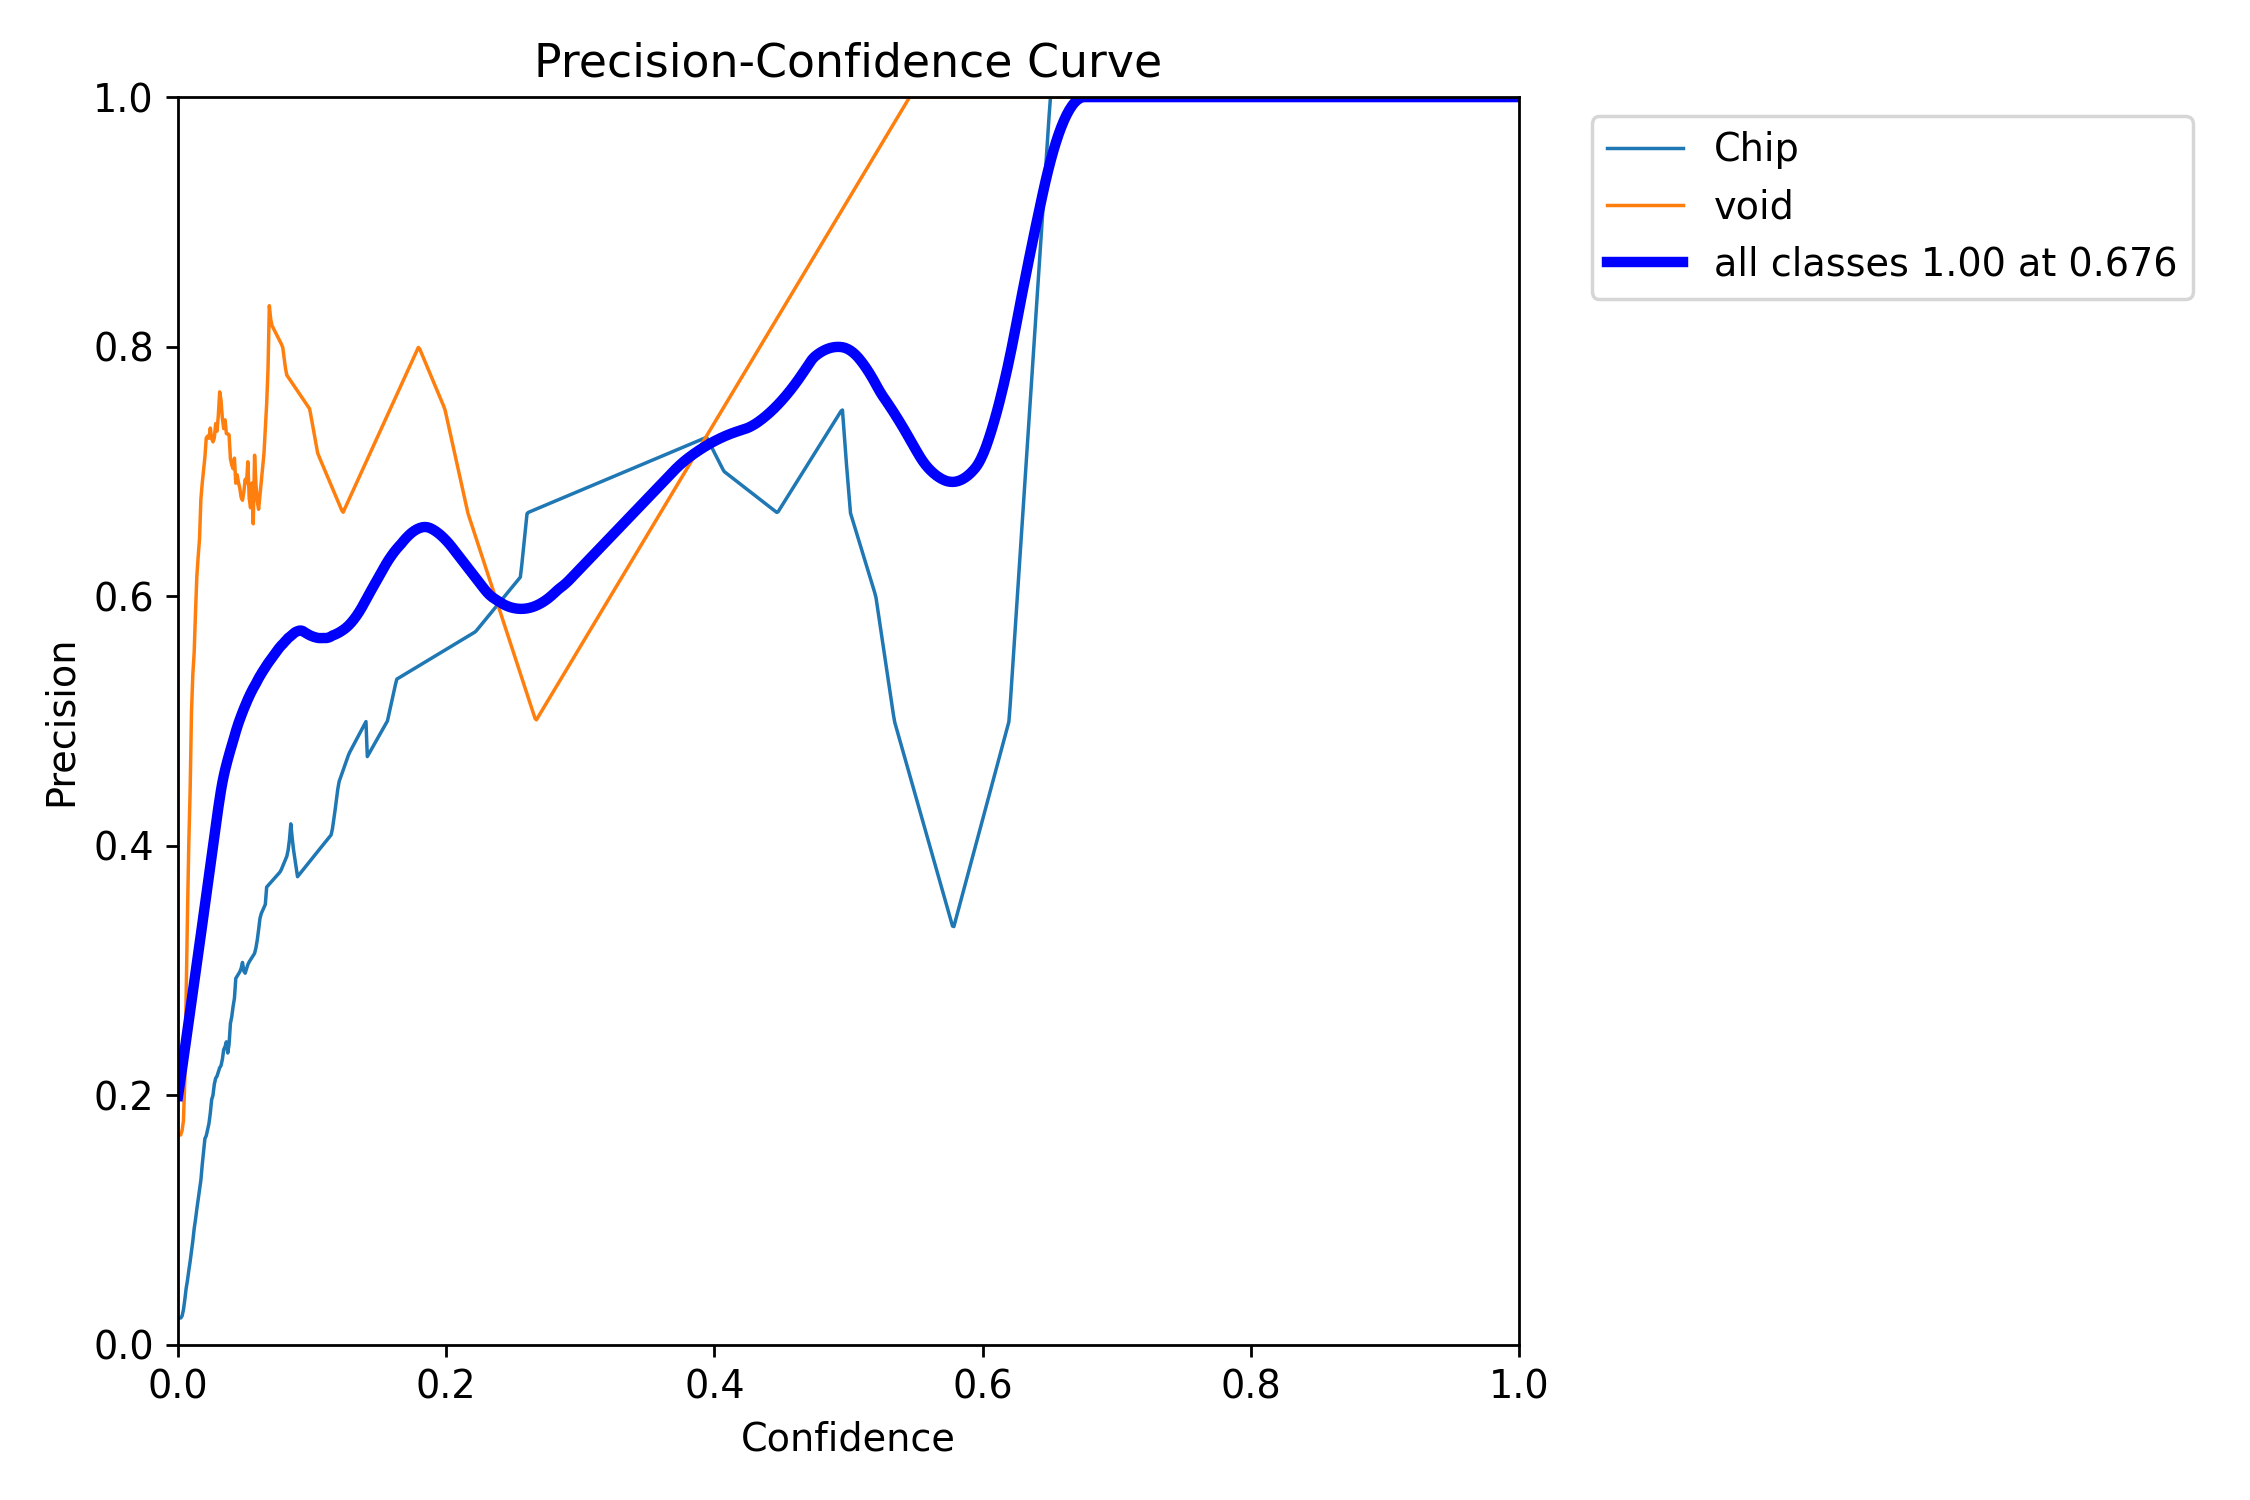 Precision-Confidence Curve
1.0
0.8
0.6
0.4
0.2
0.0
Precision
0.0 0.2 0.4 0.6 0.8 1.0
Confidence
Chip
void
all classes 1.00 at 0.676